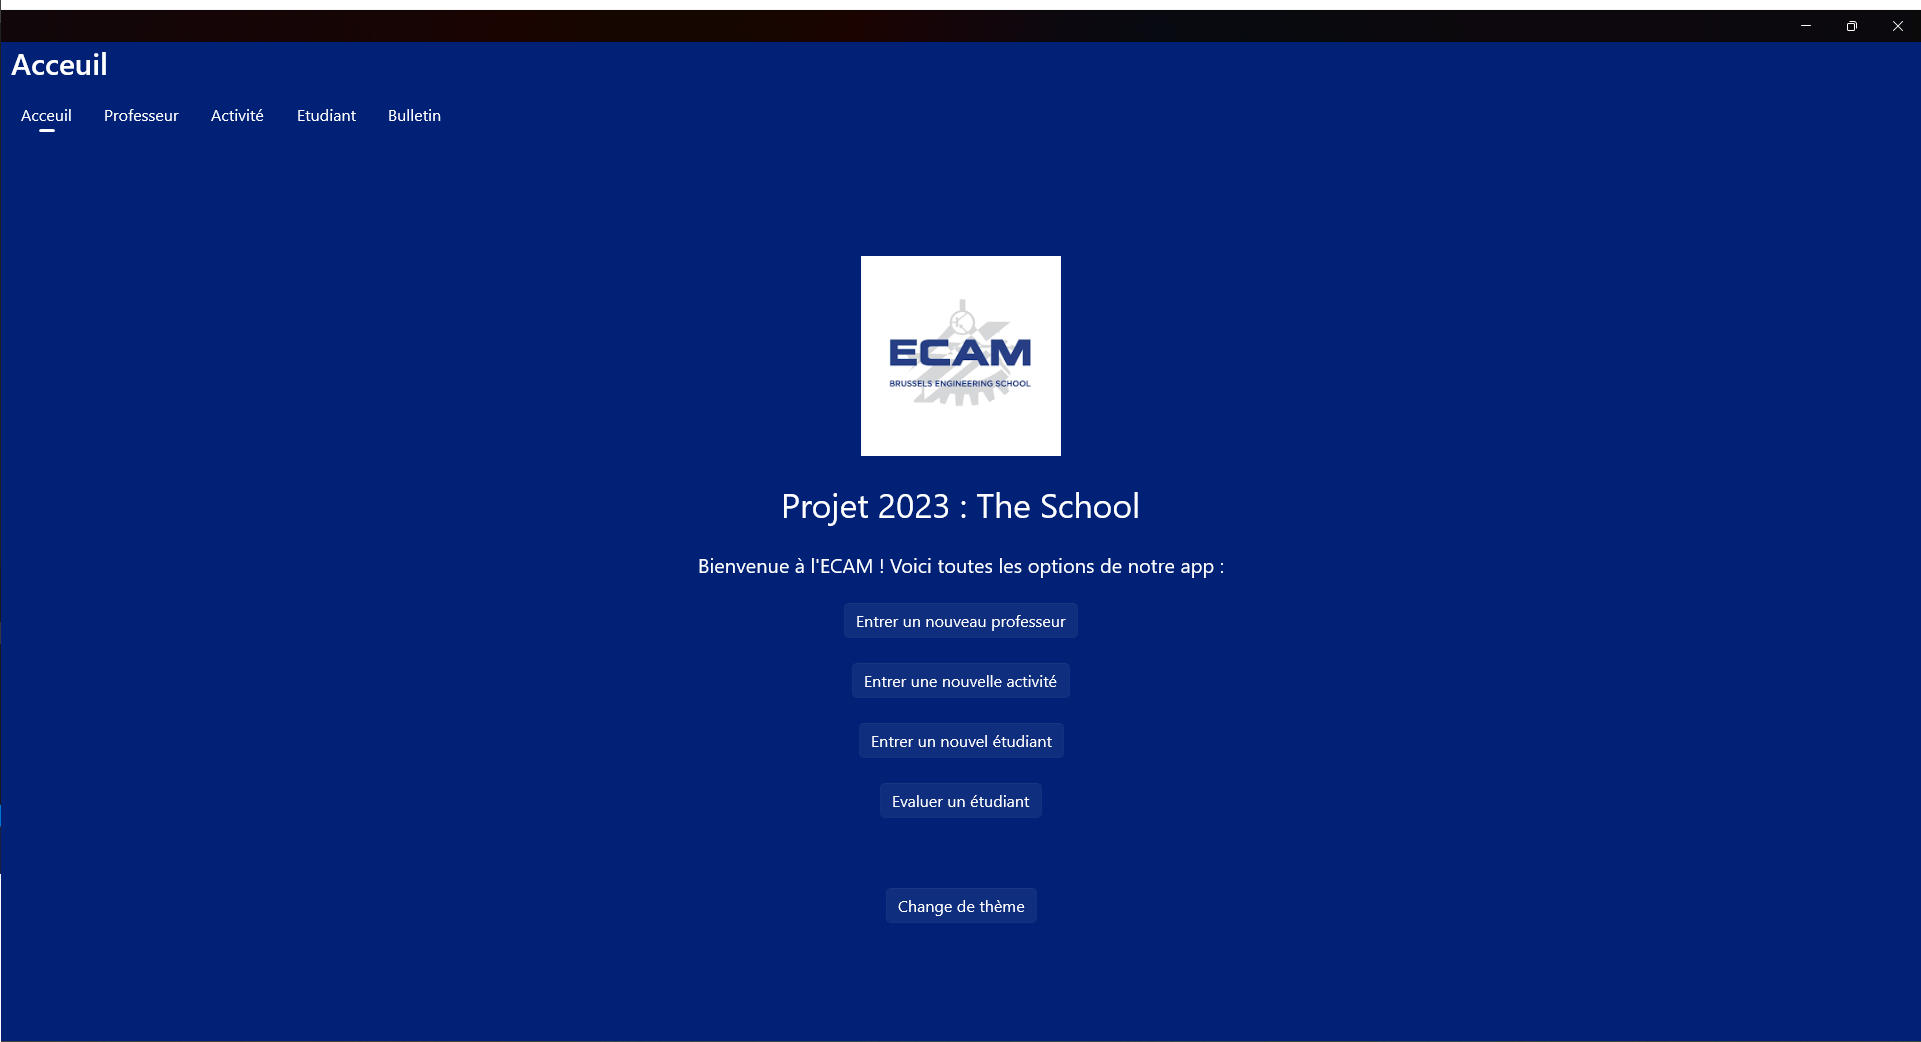 Acceuil
Acceuil Professeur Activité Etudiant Bulletin
ECAM
BRUSSELS ENGINEERING SCHOOL
Projet 2023 : The School
Bienvenue à l'ECAM ! Voici toutes les options de notre app :
Entrer un nouveau professeur
Entrer une nouvelle activité
Entrer un nouvel étudiant
Evaluer un étudiant
Change de thème